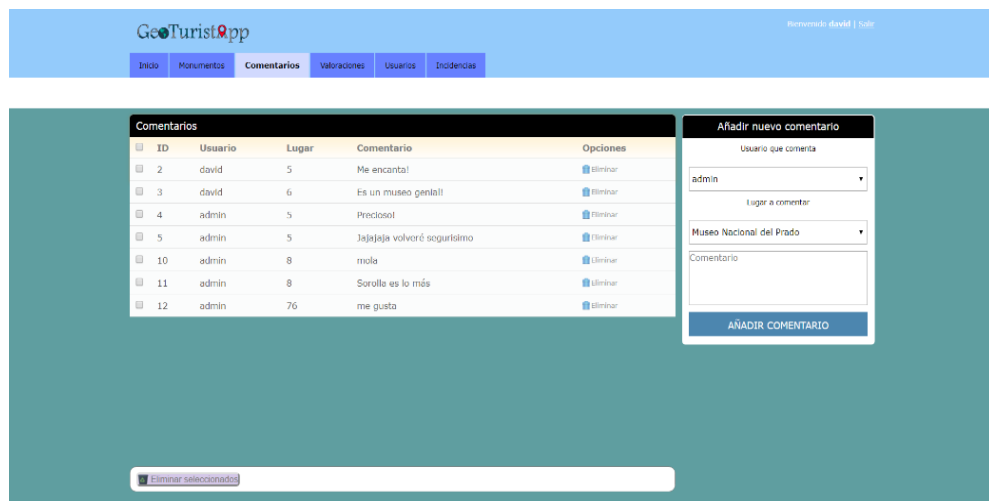 GeoTuristApp
Bienvenido david | Salir
Inicio Monumentos Comentarios Valoraciones Usuarios Incidencias
Comentarios
ID Usuario Lugar Comentario Opciones
2 david 5 Me encanta! Eliminar
3 david 6 Es un museo genial! Eliminar
4 admin 5 Precioso! Eliminar
5 admin 5 Jajajaja volveré segurisimo Eliminar
10 admin 8 mola Eliminar
11 admin 8 Sorolla es lo más Eliminar
12 admin 76 me gusta Eliminar
Eliminar seleccionados
Añadir nuevo comentario
Usuario que comenta
admin
Lugar a comentar
Museo Nacional del Prado
Comentario
AÑADIR COMENTARIO